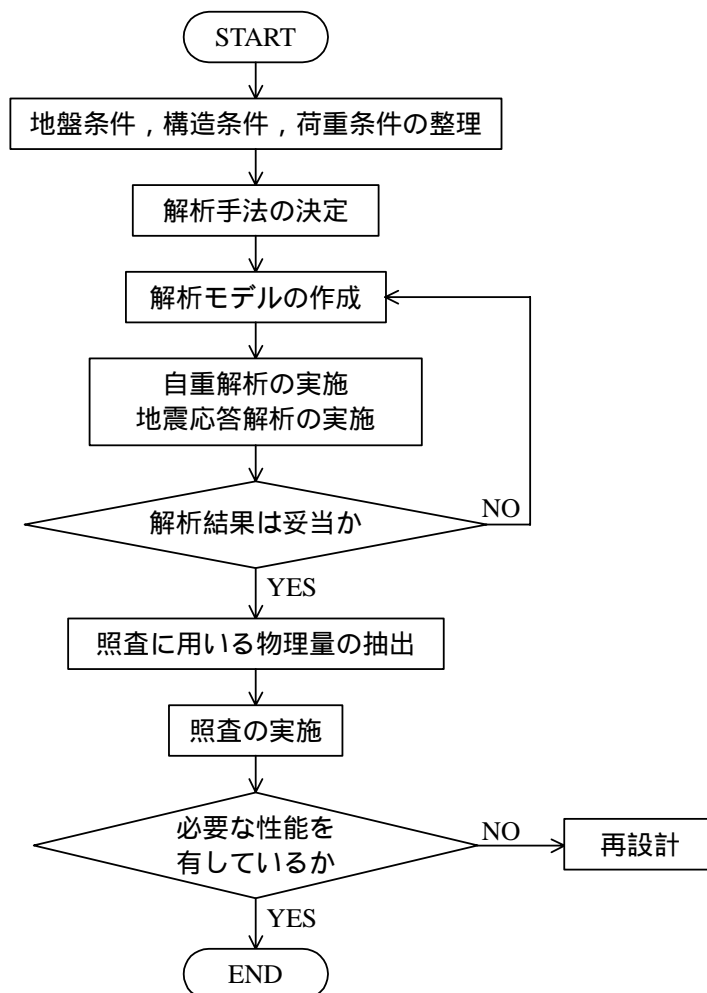 START
地盤条件，構造条件，荷重条件の整理
解析手法の決定
解析モデルの作成
自重解析の実施
地震応答解析の実施
解析結果は妥当か
NO
YES
照査に用いる物理量の抽出
照査の実施
必要な性能を
有しているか
NO
再設計
YES
END